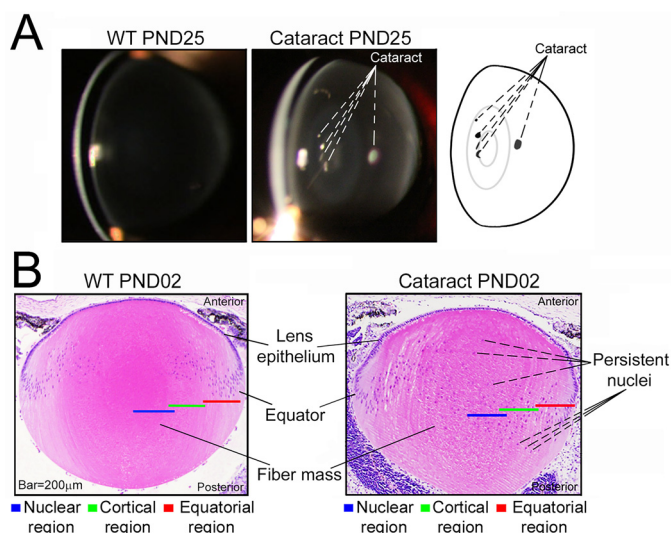 A
WT PND25
Cataract PND25
Cataract
Cataract
B
WT PND02
Cataract PND02
Anterior
Anterior
Lens
epithelium
Persistent
nuclei
Equator
Fiber mass
Bar=200µm
Posterior
Posterior
Nuclear
region
Cortical
region
Equatorial
region
Nuclear
region
Cortical
region
Equatorial
region